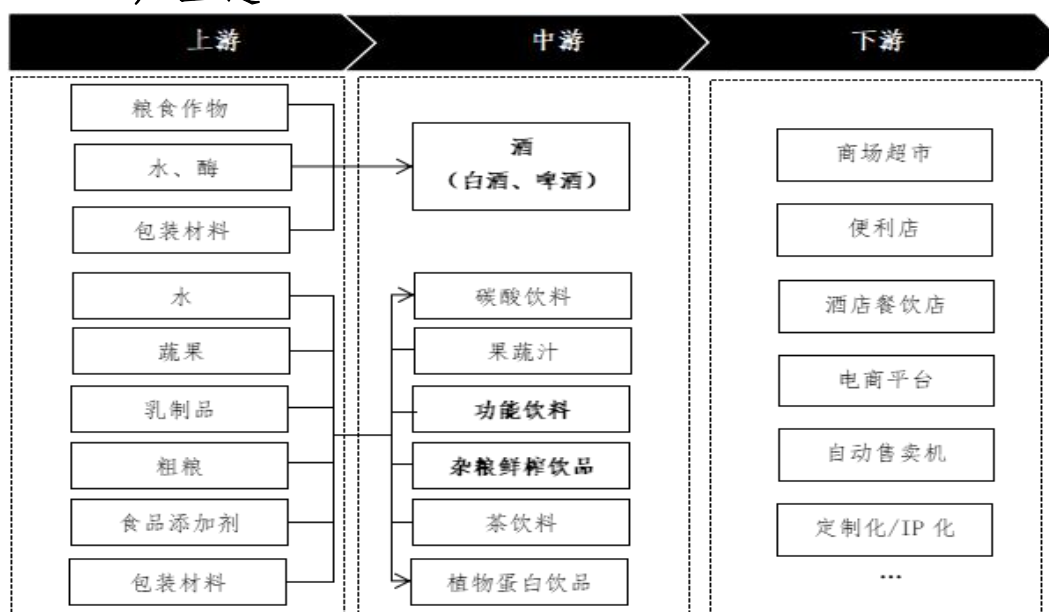 上游
中游
下游
粮食作物
水、酶
包装材料
水
蔬果
乳制品
粗粮
食品添加剂
包装材料
酒
（白酒、啤酒）
碳酸饮料
果蔬汁
功能饮料
杂粮鲜榨饮品
茶饮料
植物蛋白饮品
商场超市
便利店
酒店餐饮店
电商平台
自动售卖机
定制化/IP 化
...